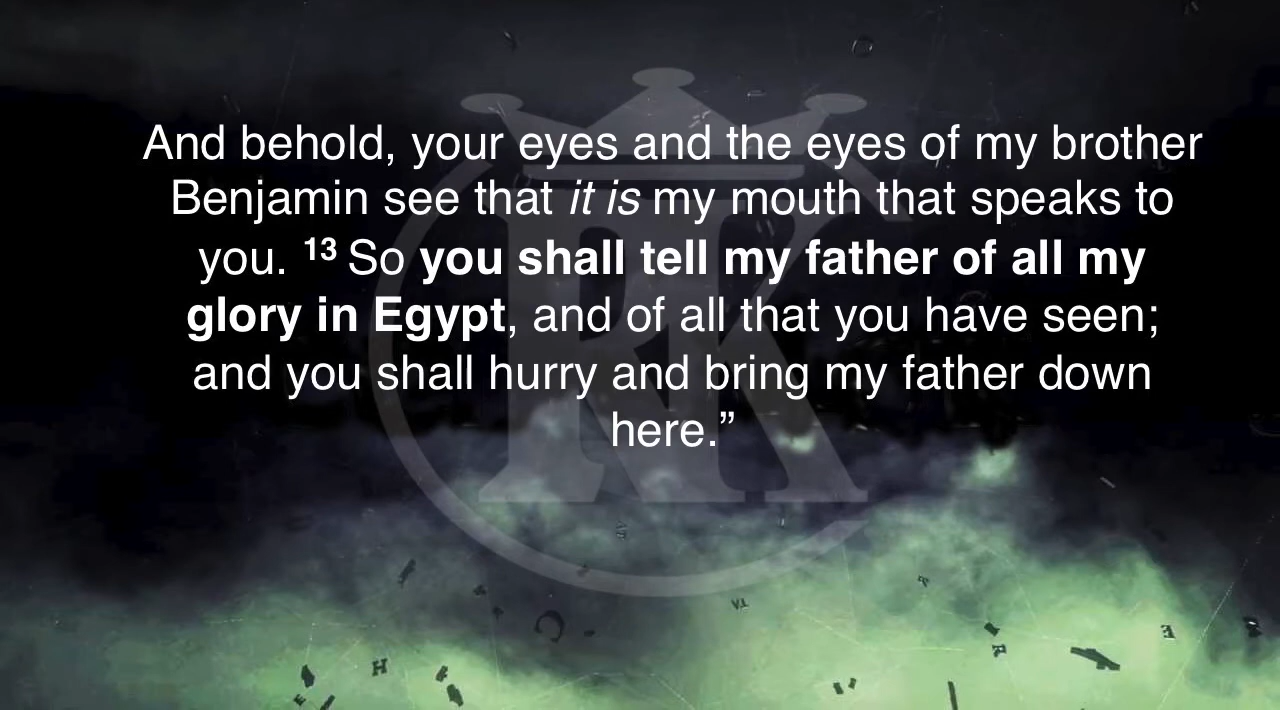 And behold, your eyes and the eyes of my brother
Benjamin see that it is my mouth that speaks to
you. 13 So you shall tell my father of all my
glory in Egypt, and of all that you have seen;
and you shall hurry and bring my father down
here.”
RK